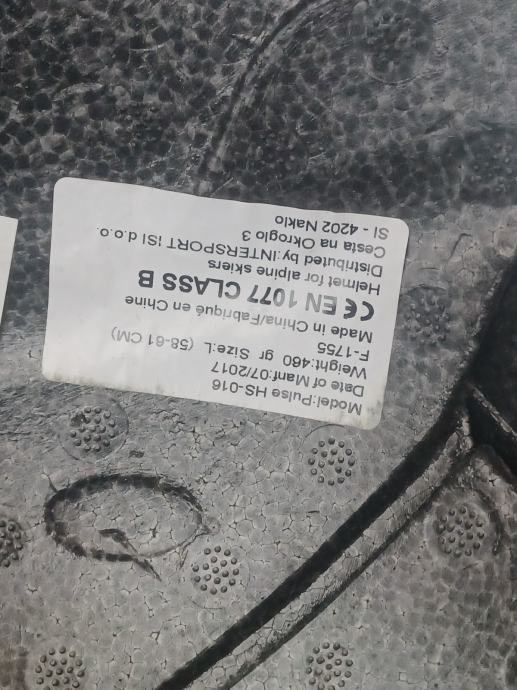 Model:Pulse HS-016
Date of Manf:07/2017
Weight:460 gr Size:L (58-61 CM)
F-1755
Made in China/Fabriqué en Chine
CE EN 1077 CLASS B
Helmet for alpine skiers
Distributed by:INTERSPORT ISI d.o.o.
Cesta na Okroglo 3
SI - 4202 Naklo